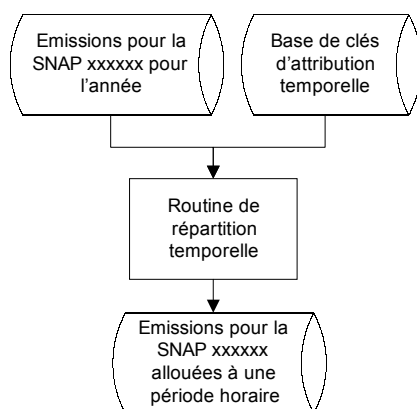 Emissions pour la
SNAP xxxxxx pour
l’année
Base de clés
d’attribution
temporelle
Routine de
répartition
temporelle
Emissions pour la
SNAP xxxxxx
allouées à une
période horaire